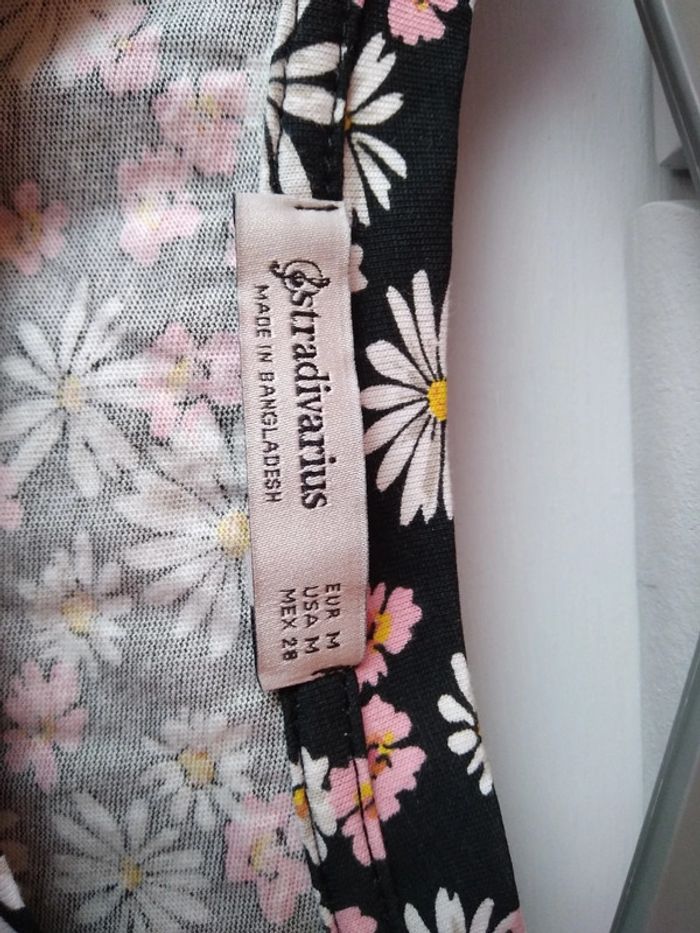 stradivarius
MADE IN BANGLADESH
EUR M
USA M
MEX 28